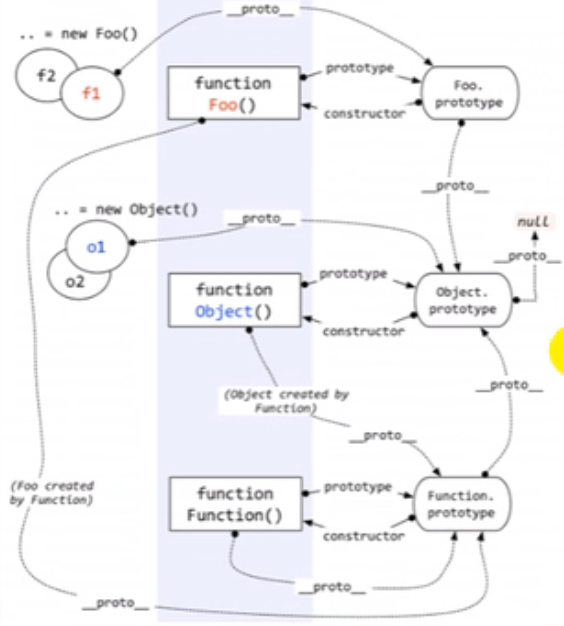 __proto__
.. = new Foo()
f2
f1
function
Foo()
prototype
constructor
Foo.
prototype
__proto__
.. = new Object()
__proto__
o1
o2
null
__proto__
function
Object()
prototype
constructor
Object.
prototype
__proto__
(Object created by
Function)
__proto__
(Foo created
by Function)
function
Function()
prototype
constructor
Function.
prototype
__proto__
__proto__